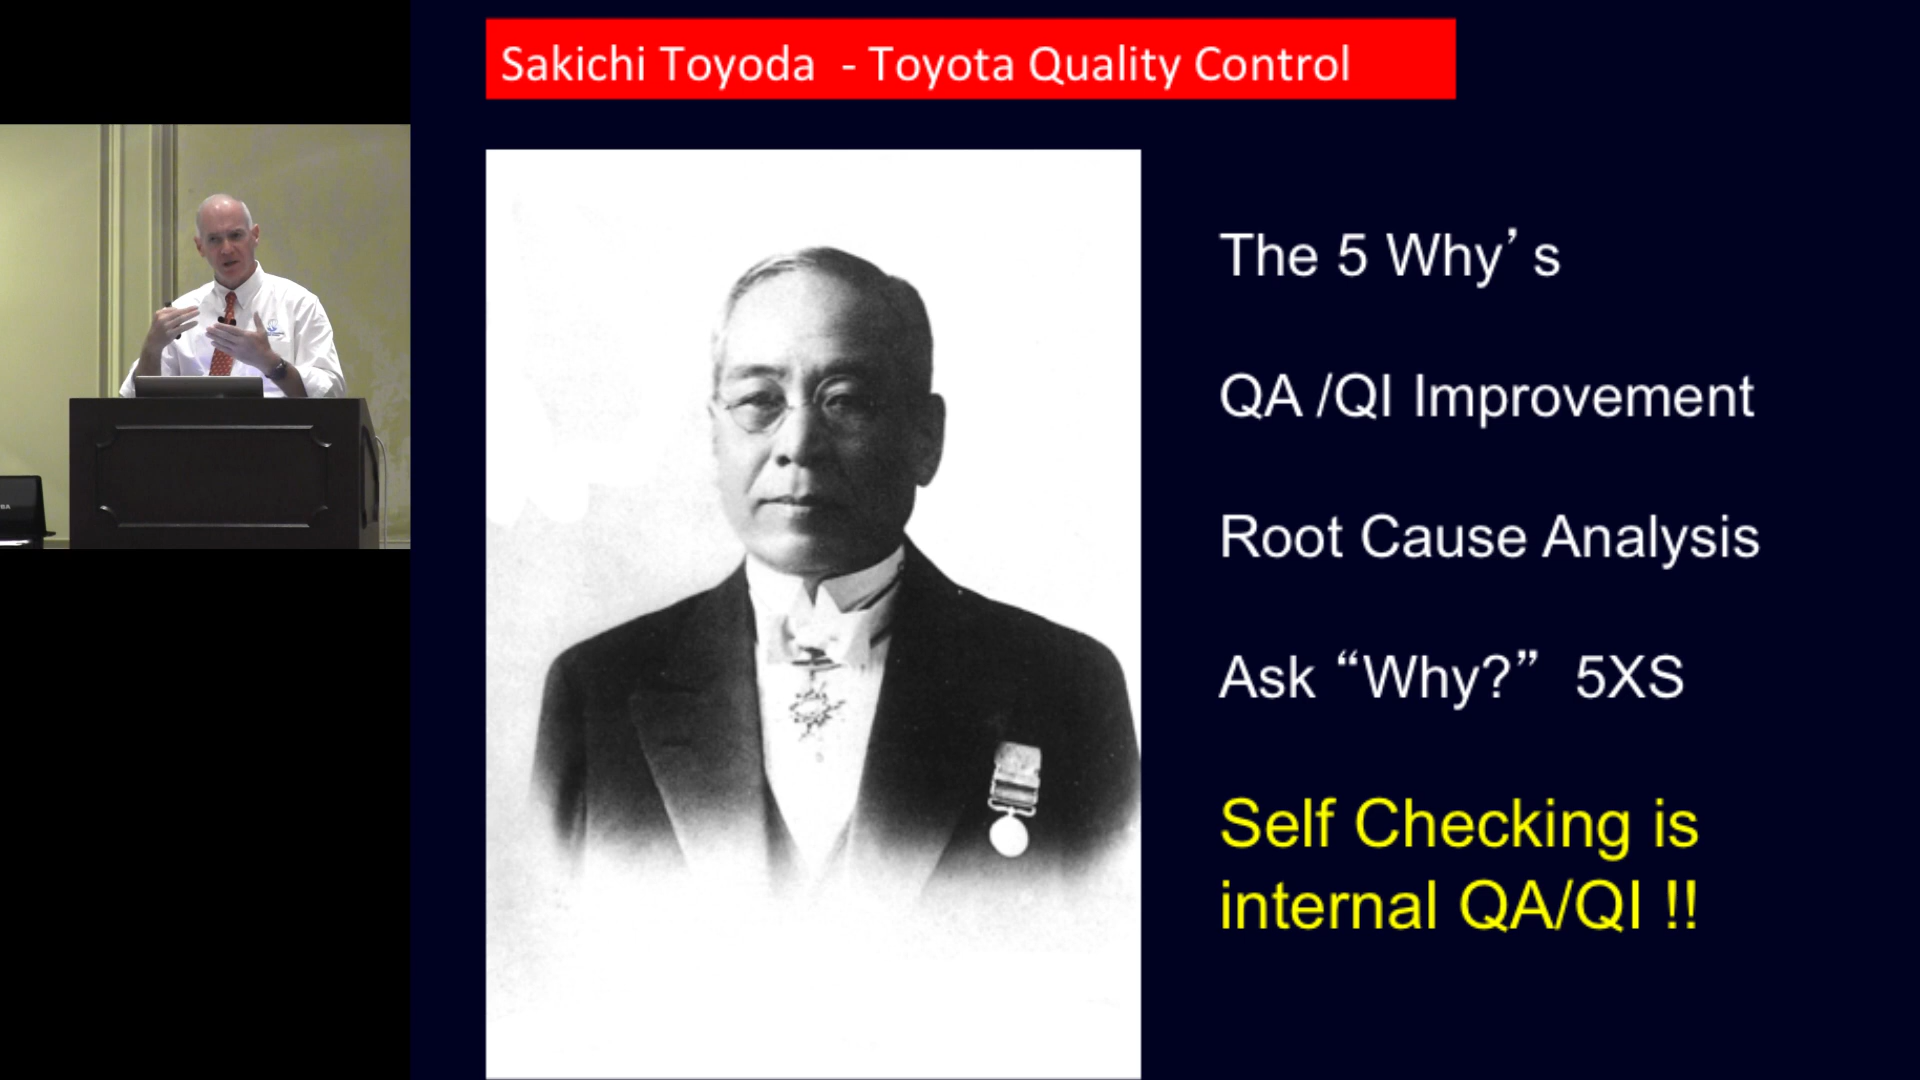 Sakichi Toyoda - Toyota Quality Control
The 5 Why’s
QA /QI Improvement
Root Cause Analysis
Ask “Why?” 5XS
Self Checking is
internal QA/QI !!